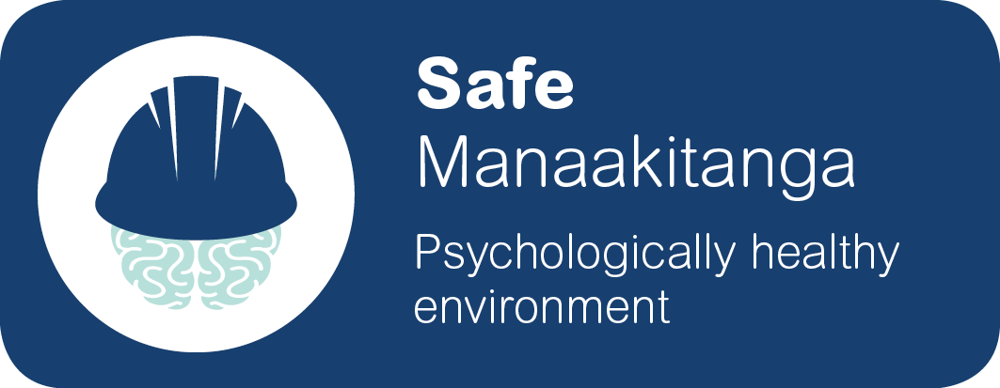 Safe
Manaakitanga
Psychologically healthy
environment